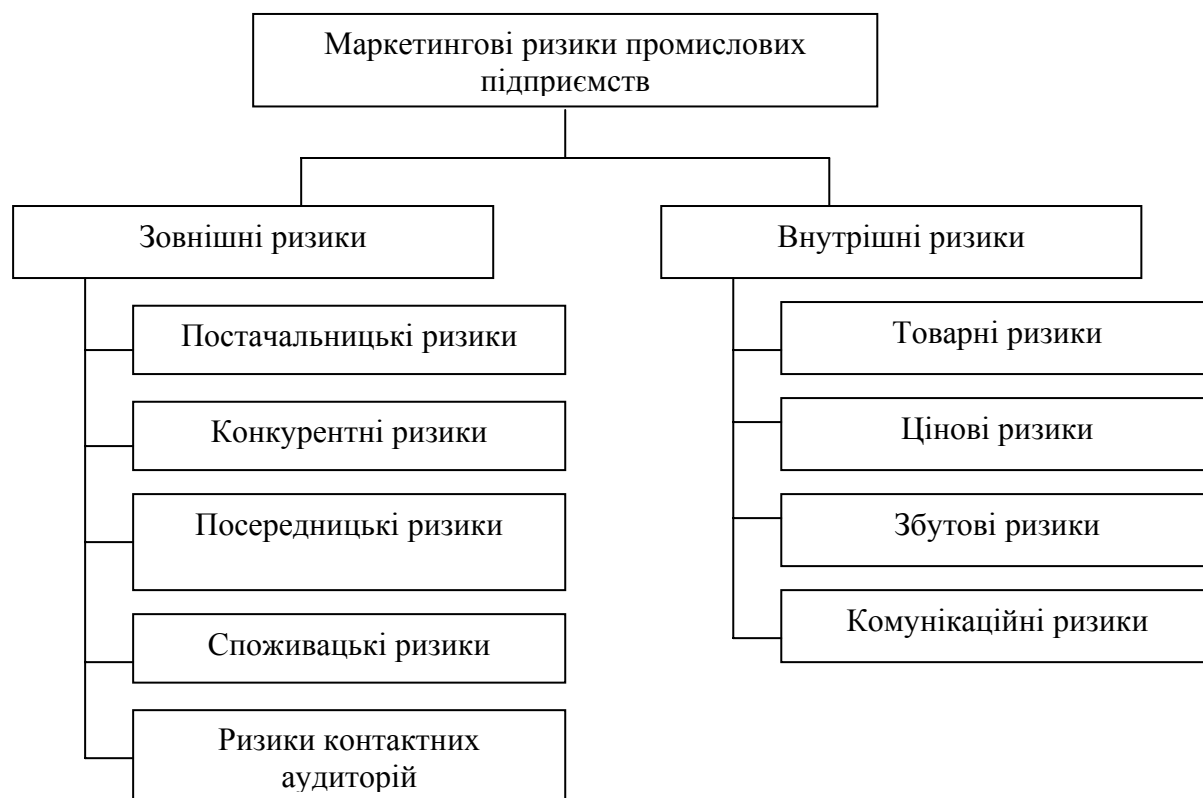 Маркетингові ризики промислових
підприємств
Зовнішні ризики
Постачальницькі ризики
Конкурентні ризики
Посередницькі ризики
Споживацькі ризики
Ризики контактних
аудиторій
Внутрішні ризики
Товарні ризики
Цінові ризики
Збутові ризики
Комунікаційні ризики